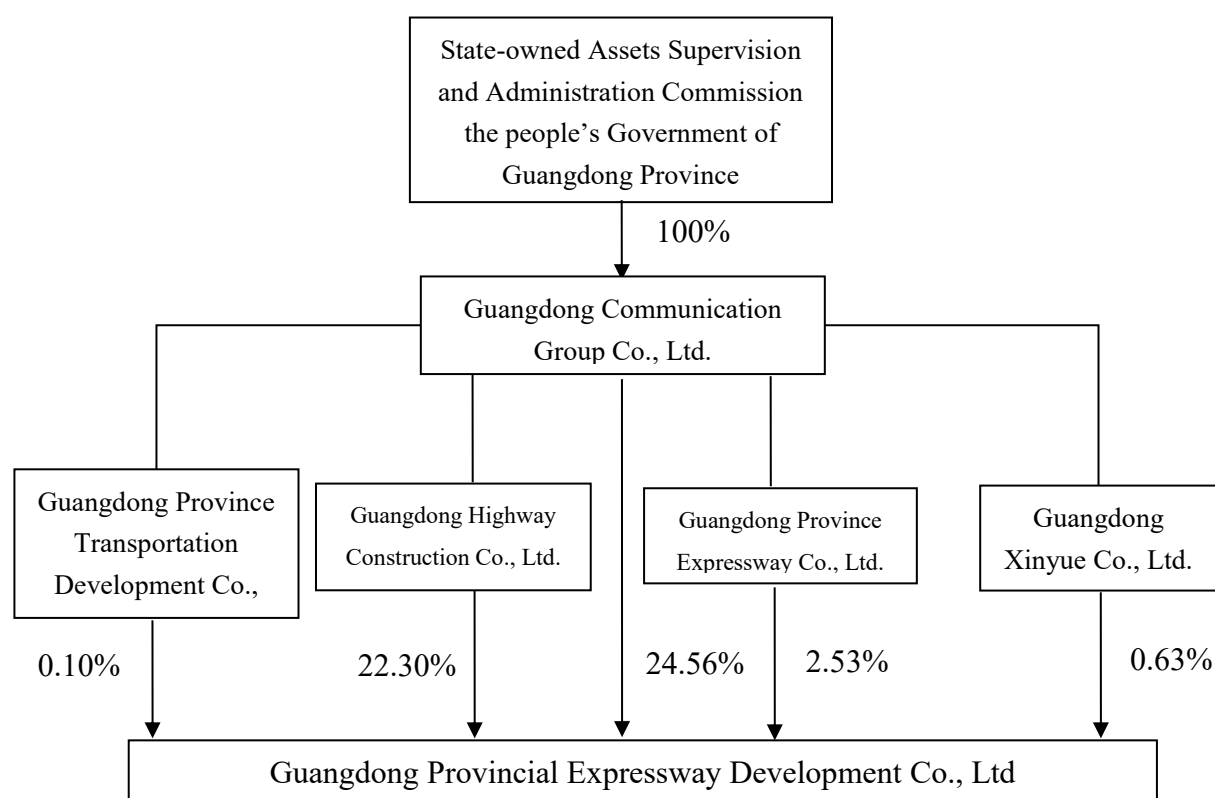 State-owned Assets Supervision
and Administration Commission
the people’s Government of
Guangdong Province
100%
Guangdong Communication
Group Co., Ltd.
Guangdong Province
Transportation
Development Co.,
Guangdong Highway
Construction Co., Ltd.
Guangdong Province
Expressway Co., Ltd.
Guangdong
Xinyue Co., Ltd.
0.10%
22.30%
24.56%
2.53%
0.63%
Guangdong Provincial Expressway Development Co., Ltd